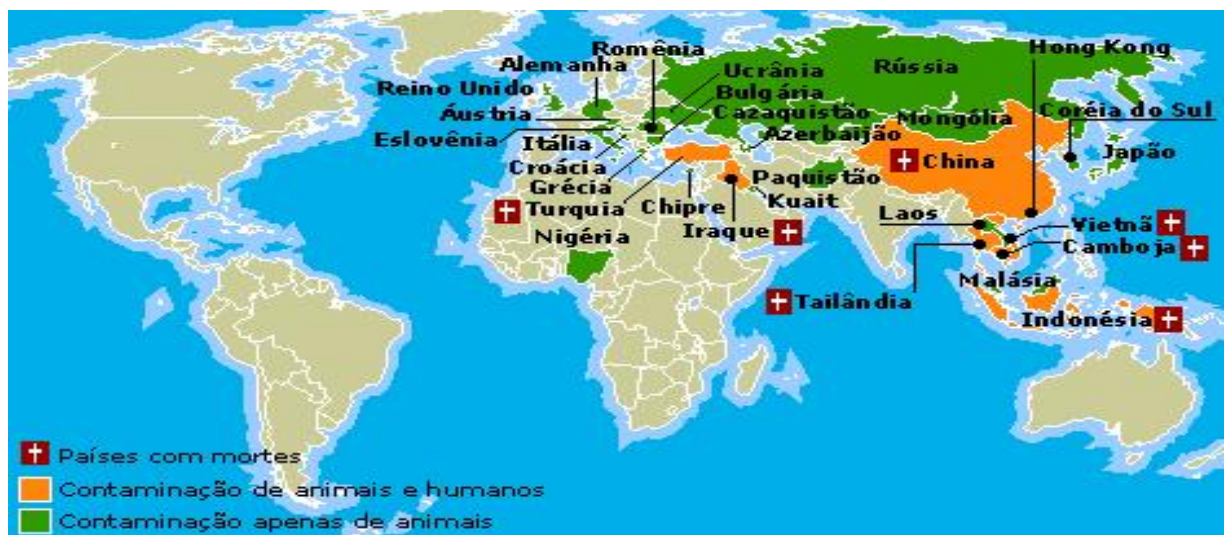 Romênia
Hong Kong
Alemanha
Ucrânia
Rússia
Reino Unido
Bulgária
Áustria
Cazaquistão
Mongólia
Coréia do Sul
Eslovênia
Itália
Azerbaijão
Japão
Croácia
China
Grécia
Paquistão
Turquia
Chipre
Kuait
Laos
Nigéria
Iraque
Vietnã
Camboja
Malásia
Tailândia
Indonésia
Países com mortes
Contaminação de animais e humanos
Contaminação apenas de animais